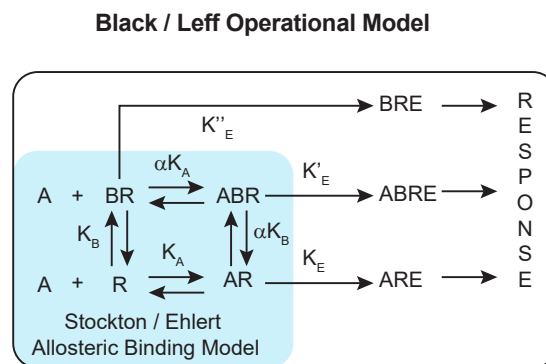 Black / Leff Operational Model
BRE
K''E
αKA
A + BR ABR K'E ABRE
KB αKB
KA KE
A + R AR ARE
Stockton / Ehlert
Allosteric Binding Model
RESPONSE